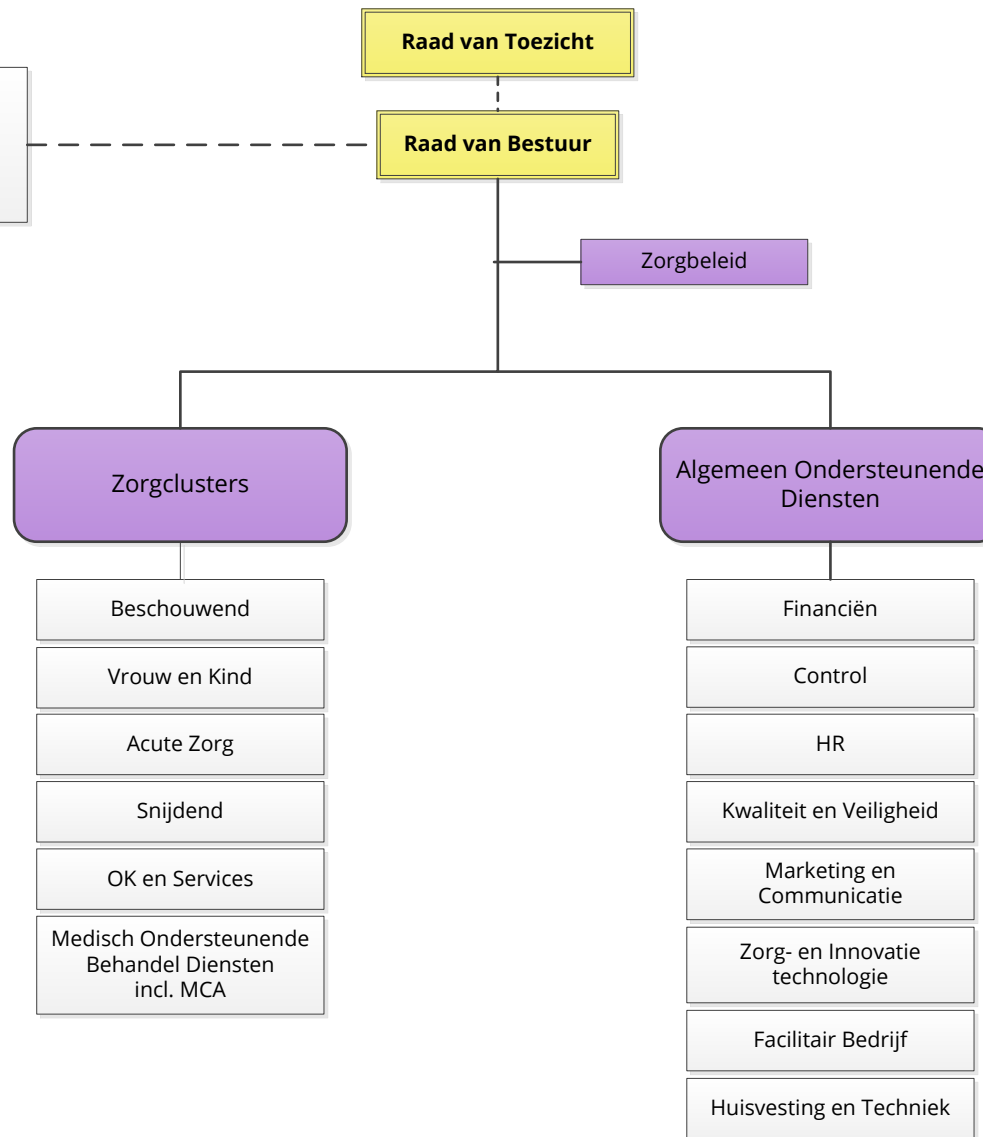 Raad van Toezicht
Raad van Bestuur
Zorgbeleid
Zorgclusters
Beschouwend
Vrouw en Kind
Acute Zorg
Snijdend
OK en Services
Medisch Ondersteunende
Behandel Diensten
incl. MCA
Algemeen Ondersteunende
Diensten
Financiën
Control
HR
Kwaliteit en Veiligheid
Marketing en
Communicatie
Zorg- en Innovatie
technologie
Facilitair Bedrijf
Huisvesting en Techniek